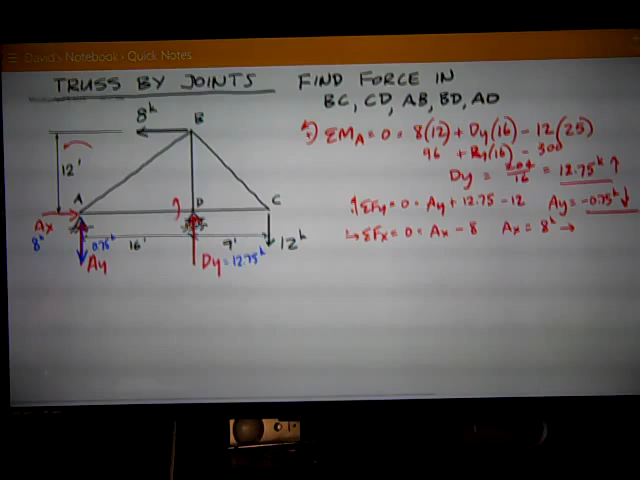 David's Notebook › Quick Notes
TRUSS BY JOINTS
FIND FORCE IN
BC, CD, AB, BD, AD
8k
B
ΣMA = 0 = 8(12) + Dy(16) - 12(25)
96 + Dy(16) - 300
Dy = 204/16 = 12.75k ↑
12'
A
D
C
↑ΣFy = 0 = Ay + 12.75 - 12 Ay = -0.75k ↓
↳ΣFx = 0 = Ax - 8 Ax = 8k →
Ax
8k
0.75k
16'
9'
12k
Ay
Dy = 12.75k